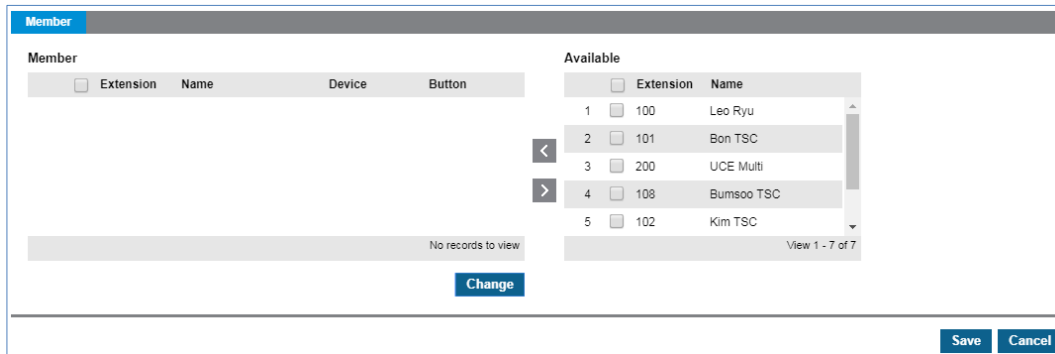 Member
Member
Available
Extension Name Device Button
Extension Name
1 100 Leo Ryu
2 101 Bon TSC
3 200 UCE Multi
4 108 Bumsoo TSC
5 102 Kim TSC
No records to view
View 1 - 7 of 7
Change
Save Cancel